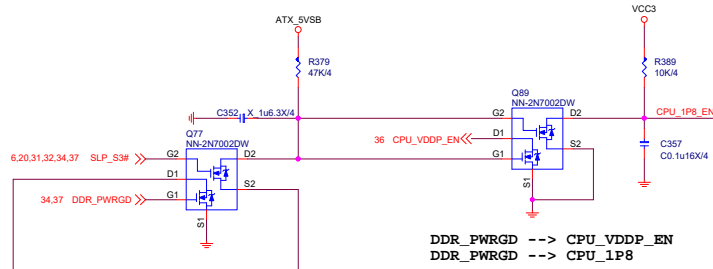 ATX_5VSB
VCC3
R379
47K/4
R389
10K/4
C352
X_1u6.3X/4
Q89
NN-2N7002DW
CPU_1P8_EN
Q77
NN-2N7002DW
G2
D2
36 CPU_VDDP_EN
D1
S2
C357
C0.1u16X/4
6,20,31,32,34,37 SLP_S3#
G2
D2
G1
D1
S2
S1
34,37 DDR_PWRGD
G1
S1
DDR_PWRGD --> CPU_VDDP_EN
DDR_PWRGD --> CPU_1P8